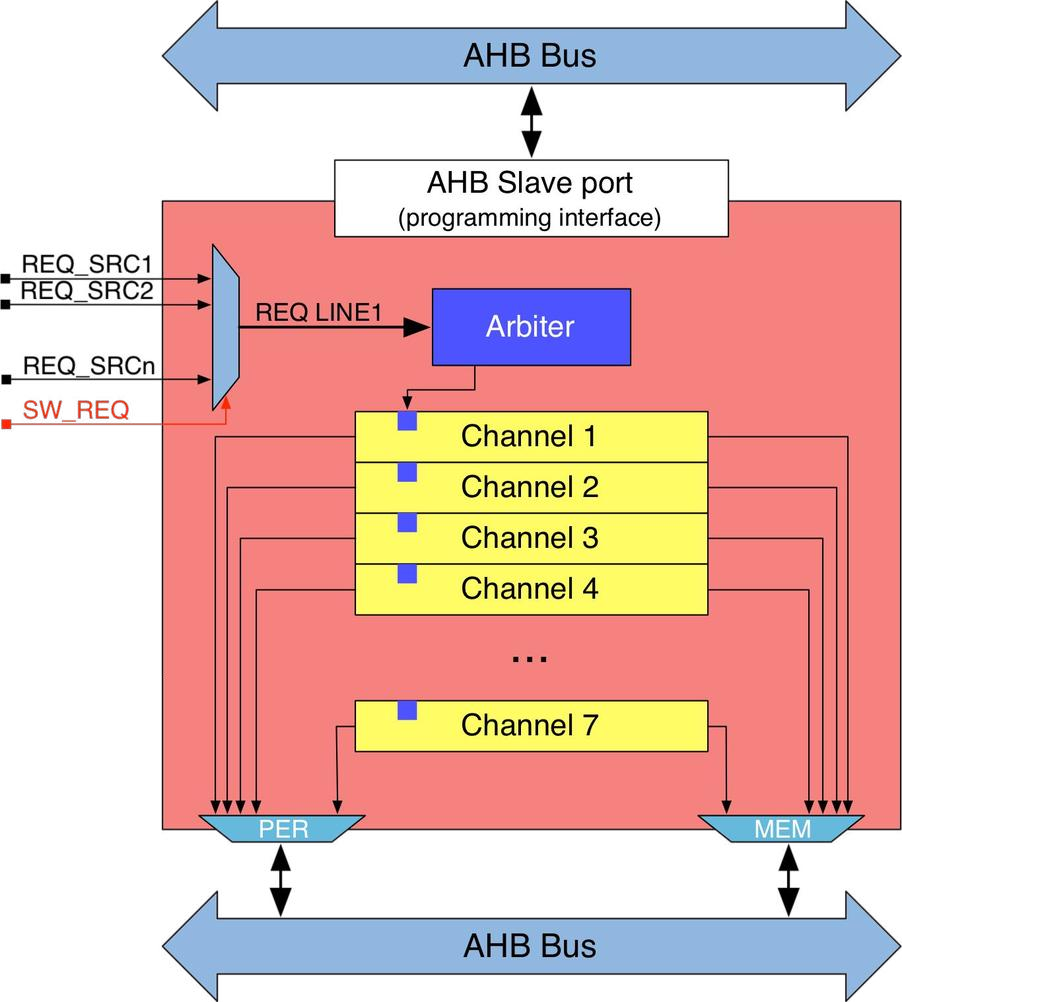 AHB Bus
AHB Slave port
(programming interface)
REQ_SRC1
REQ_SRC2
REQ LINE1
Arbiter
REQ_SRCn
SW_REQ
Channel 1
Channel 2
Channel 3
Channel 4
...
Channel 7
PER
MEM
AHB Bus